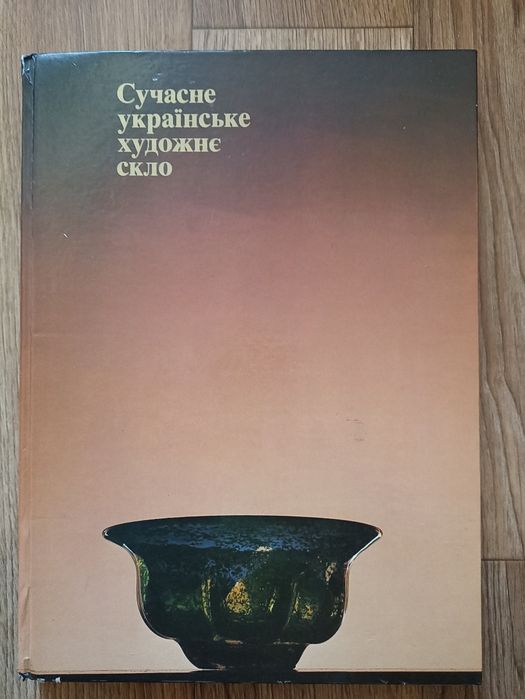 Сучасне
українське
художнє
скло